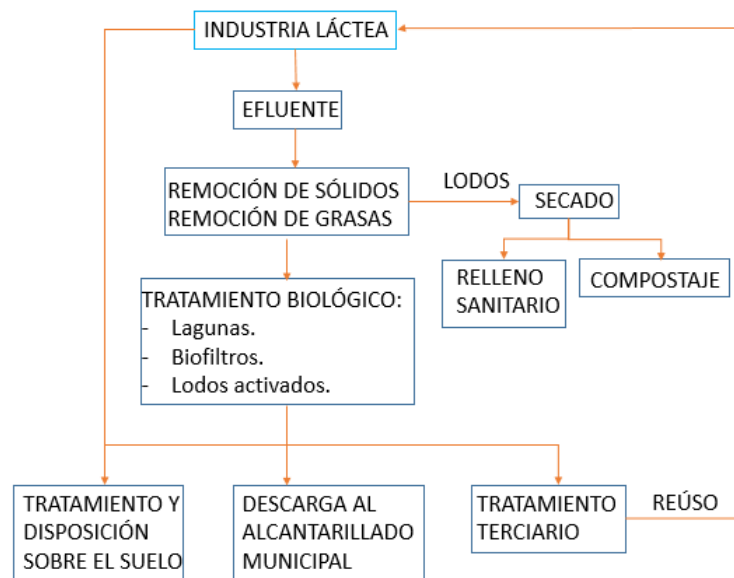 INDUSTRIA LÁCTEA
EFLUENTE
REMOCIÓN DE SÓLIDOS
REMOCIÓN DE GRASAS
LODOS
SECADO
RELLENO
SANITARIO
COMPOSTAJE
TRATAMIENTO BIOLÓGICO:
- Lagunas.
- Biofiltros.
- Lodos activados.
TRATAMIENTO Y
DISPOSICIÓN
SOBRE EL SUELO
DESCARGA AL
ALCANTARILLADO
MUNICIPAL
TRATAMIENTO
TERCIARIO
REÚSO